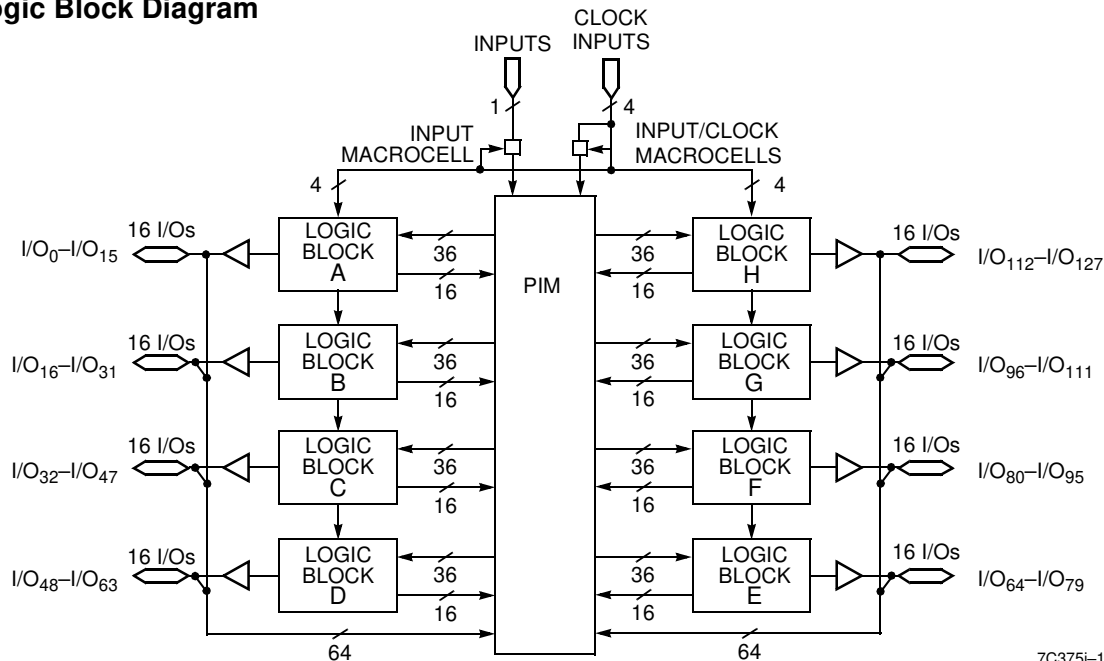 ogic Block Diagram
CLOCK
INPUTS
INPUTS
1
4
INPUT
MACROCELL
INPUT/CLOCK
MACROCELLS
4
4
I/O0–I/O15
16 I/Os
LOGIC
BLOCK
A
36
16
PIM
36
16
LOGIC
BLOCK
H
16 I/Os
I/O112–I/O127
I/O16–I/O31
16 I/Os
LOGIC
BLOCK
B
36
16
36
16
LOGIC
BLOCK
G
16 I/Os
I/O96–I/O111
I/O32–I/O47
16 I/Os
LOGIC
BLOCK
C
36
16
36
16
LOGIC
BLOCK
F
16 I/Os
I/O80–I/O95
I/O48–I/O63
16 I/Os
LOGIC
BLOCK
D
36
16
36
16
LOGIC
BLOCK
E
16 I/Os
I/O64–I/O79
64
64
7C375i–1